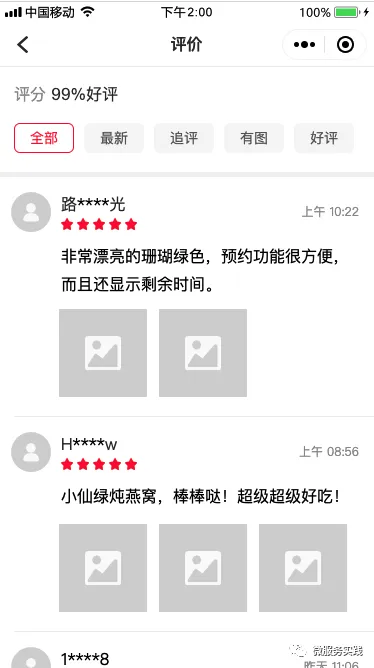 中国移动 下午2:00 100%
评价
评分 99%好评
全部 最新 追评 有图 好评
路****光
上午 10:22
非常漂亮的珊瑚绿色，预约功能很方便，
而且还显示剩余时间。
H****w
上午 08:56
小仙绿炖燕窝，棒棒哒！超级超级好吃！
1****8
微服务实践
昨天 11:06